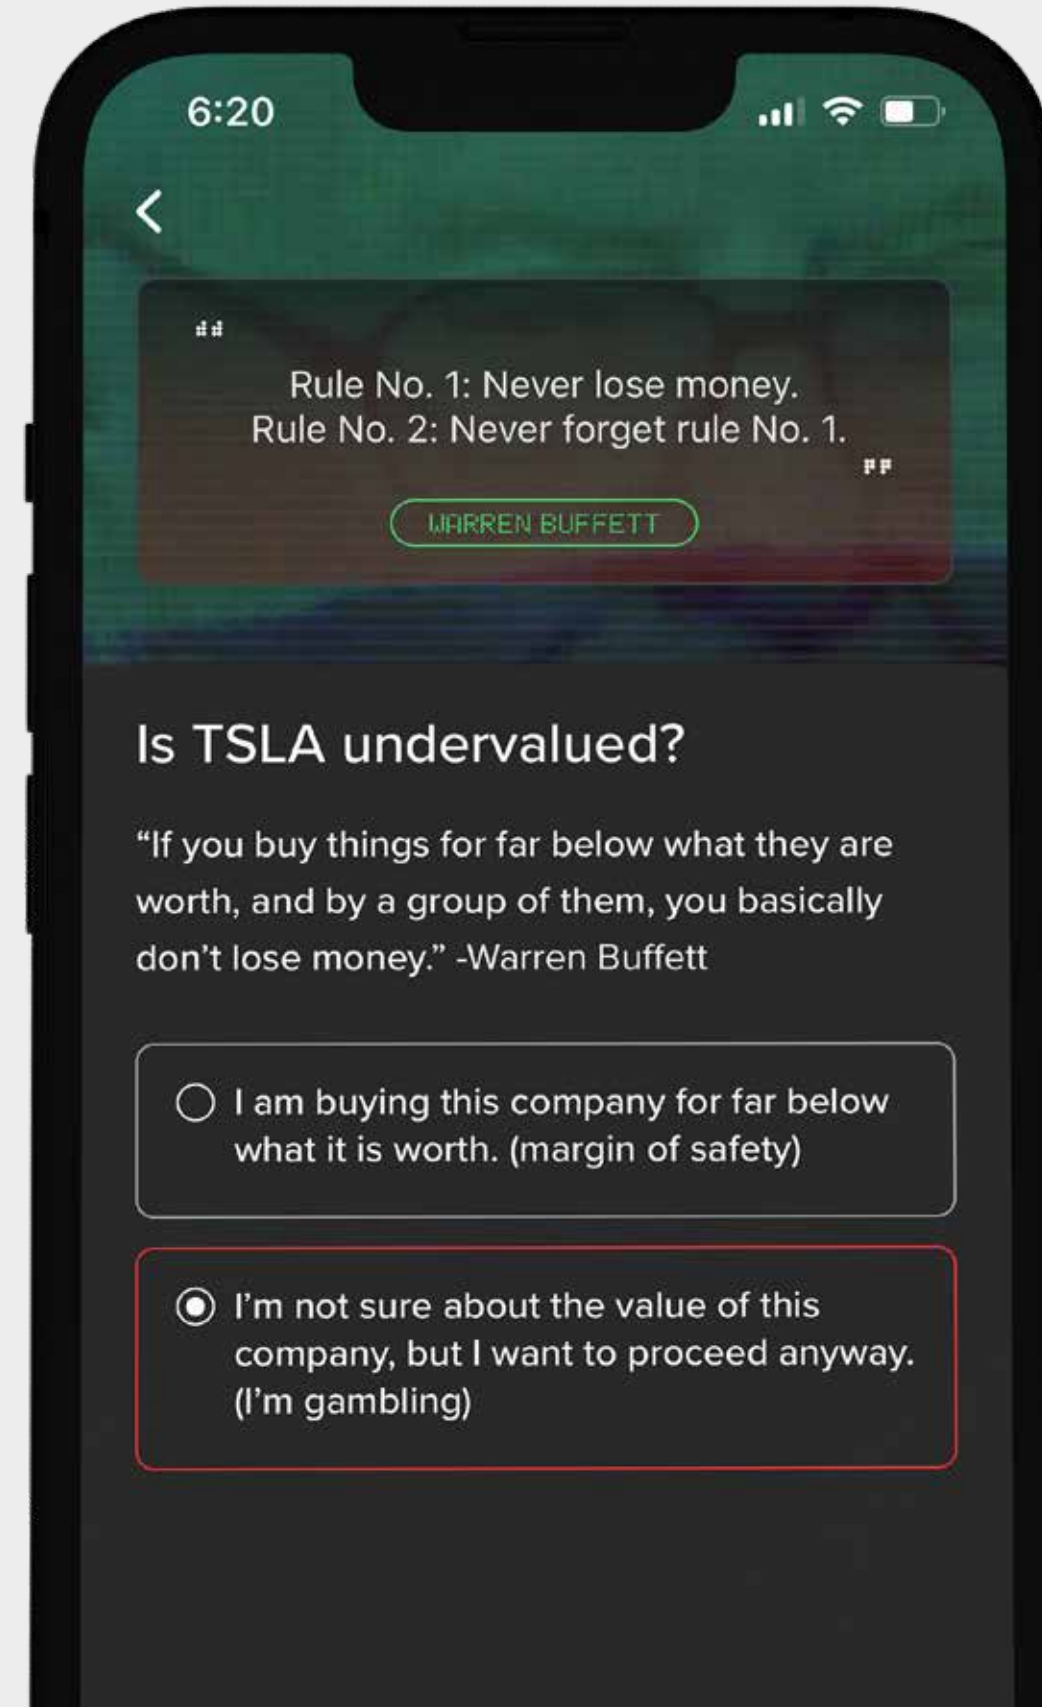 6:20
Rule No. 1: Never lose money.
Rule No. 2: Never forget rule No. 1.
WARREN BUFFETT
Is TSLA undervalued?
“If you buy things for far below what they are
worth, and by a group of them, you basically
don’t lose money.” -Warren Buffett
I am buying this company for far below
what it is worth. (margin of safety)
I’m not sure about the value of this
company, but I want to proceed anyway.
(I’m gambling)